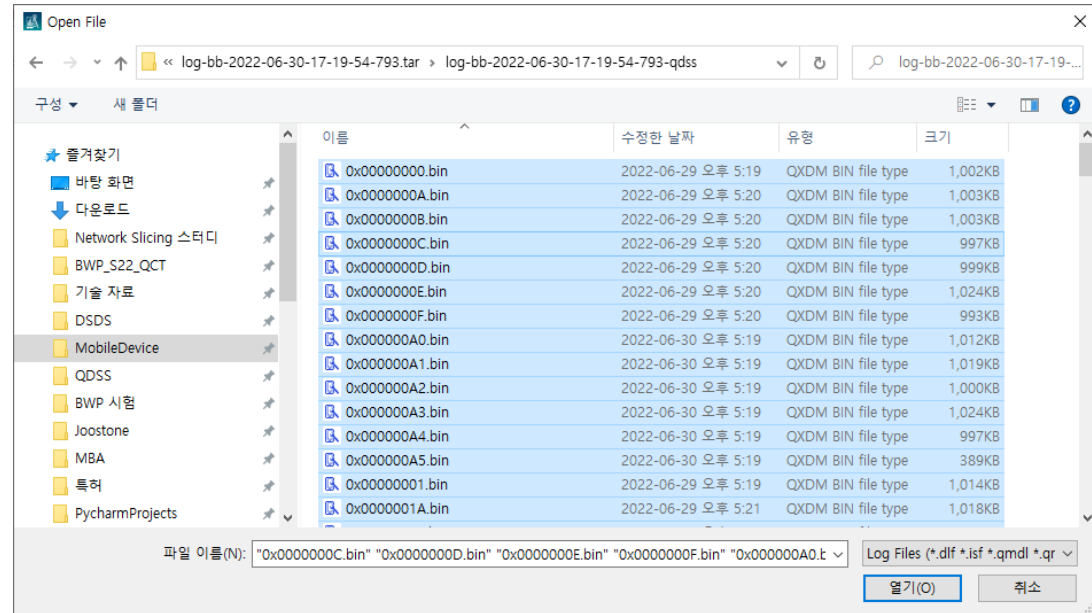 Open File
« log-bb-2022-06-30-17-19-54-793.tar › log-bb-2022-06-30-17-19-54-793-qdss
log-bb-2022-06-30-17-19-...
구성 새 폴더
이름 수정한 날짜 유형 크기
즐겨찾기
바탕 화면
다운로드
Network Slicing 스터디
BWP_S22_QCT
기술 자료
DSDS
MobileDevice
QDSS
BWP 시험
Joostone
MBA
특허
PycharmProjects
0x00000000.bin 2022-06-29 오후 5:19 QXDM BIN file type 1,002KB
0x0000000A.bin 2022-06-29 오후 5:20 QXDM BIN file type 1,003KB
0x0000000B.bin 2022-06-29 오후 5:20 QXDM BIN file type 1,003KB
0x0000000C.bin 2022-06-29 오후 5:20 QXDM BIN file type 997KB
0x0000000D.bin 2022-06-29 오후 5:20 QXDM BIN file type 999KB
0x0000000E.bin 2022-06-29 오후 5:20 QXDM BIN file type 1,024KB
0x0000000F.bin 2022-06-29 오후 5:20 QXDM BIN file type 993KB
0x000000A0.bin 2022-06-30 오후 5:19 QXDM BIN file type 1,012KB
0x000000A1.bin 2022-06-30 오후 5:19 QXDM BIN file type 1,019KB
0x000000A2.bin 2022-06-30 오후 5:19 QXDM BIN file type 1,000KB
0x000000A3.bin 2022-06-30 오후 5:19 QXDM BIN file type 1,024KB
0x000000A4.bin 2022-06-30 오후 5:19 QXDM BIN file type 997KB
0x000000A5.bin 2022-06-30 오후 5:19 QXDM BIN file type 389KB
0x00000001.bin 2022-06-29 오후 5:19 QXDM BIN file type 1,014KB
0x0000001A.bin 2022-06-29 오후 5:21 QXDM BIN file type 1,018KB
파일 이름(N): "0x0000000C.bin" "0x0000000D.bin" "0x0000000E.bin" "0x0000000F.bin" "0x000000A0.b
Log Files (*.dlf *.isf *.qmdl *.qr
열기(O) 취소